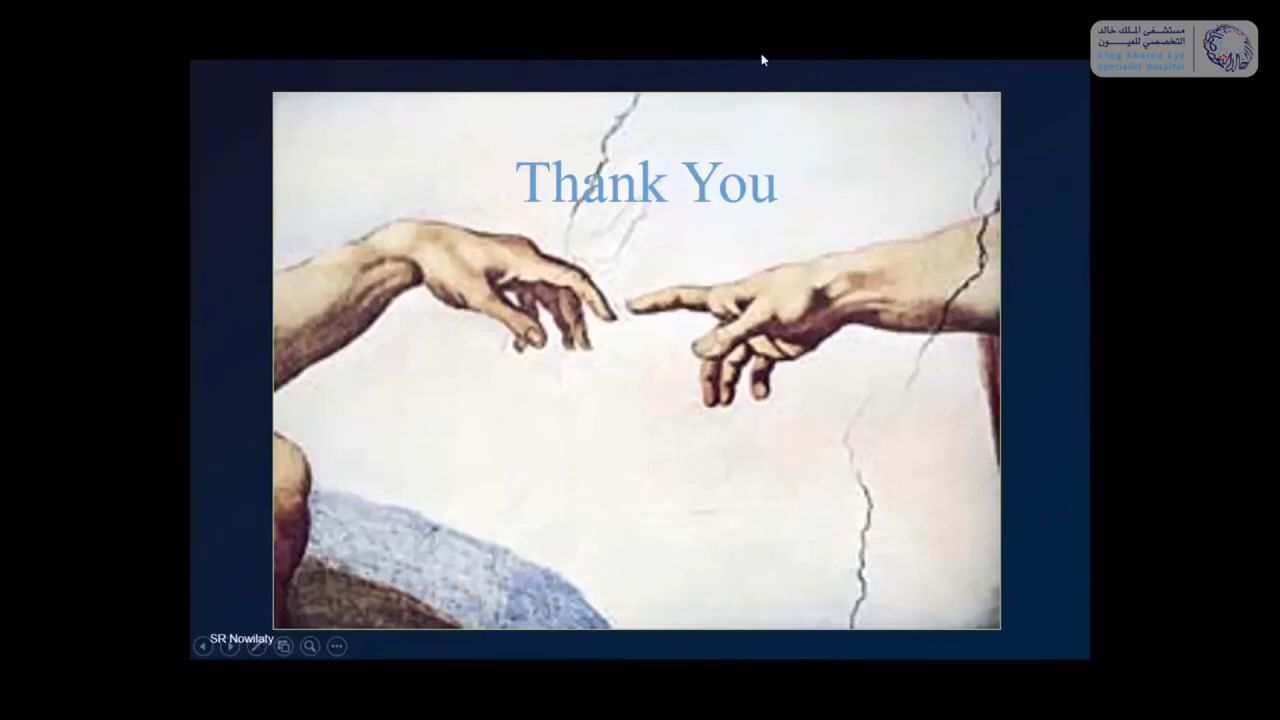 مستشفى الملك خالد
التخصصي للعيون
King Khaled Eye
Specialist Hospital
Thank You
SR Nowilaty